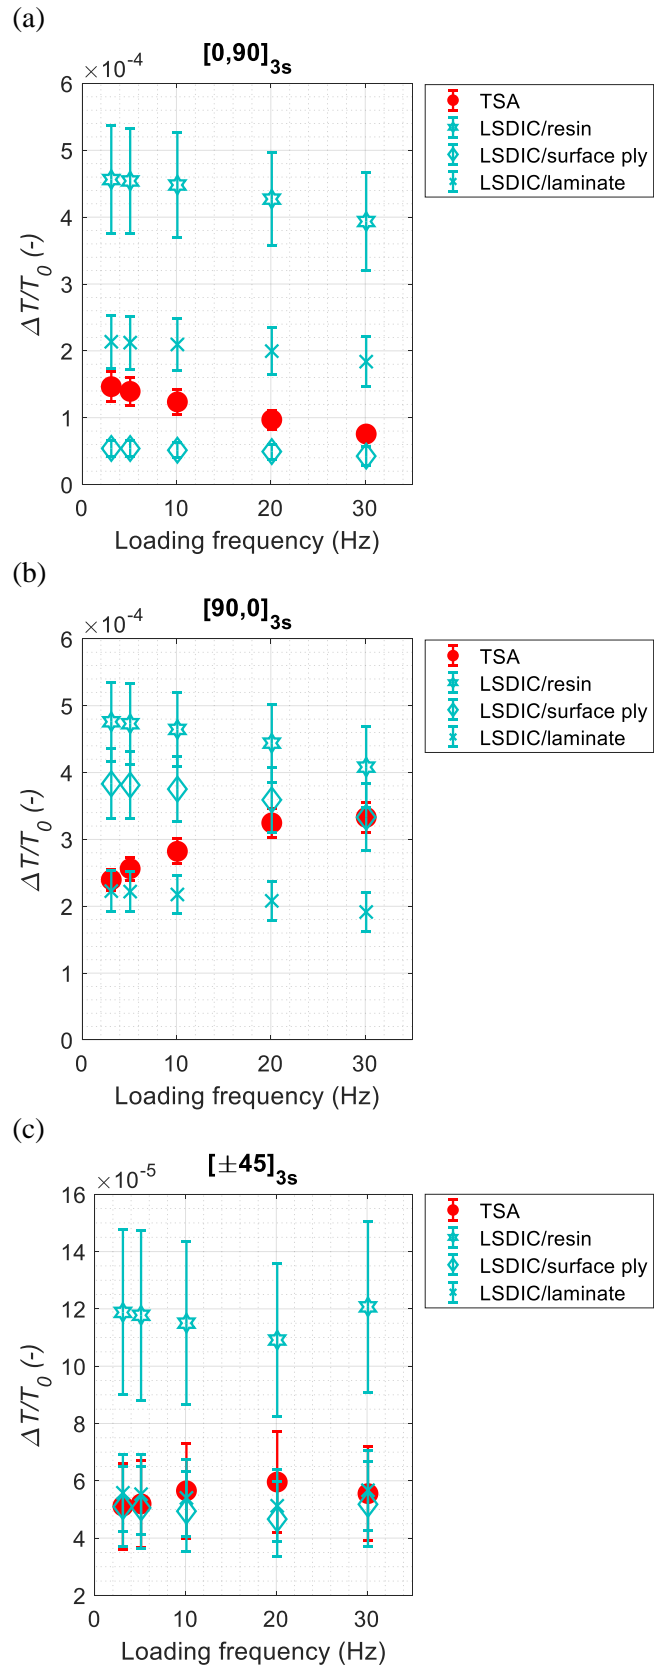 (a)
×10⁻⁴
[0,90]₃ₛ
6
5
4
3
2
1
0
ΔT/T₀ (-)
0
10
20
30
Loading frequency (Hz)
TSA
LSDIC/resin
LSDIC/surface ply
LSDIC/laminate
(b)
×10⁻⁴
[90,0]₃ₛ
6
5
4
3
2
1
0
ΔT/T₀ (-)
0
10
20
30
Loading frequency (Hz)
TSA
LSDIC/resin
LSDIC/surface ply
LSDIC/laminate
(c)
×10⁻⁵
[±45]₃ₛ
16
14
12
10
8
6
4
2
ΔT/T₀ (-)
0
10
20
30
Loading frequency (Hz)
TSA
LSDIC/resin
LSDIC/surface ply
LSDIC/laminate